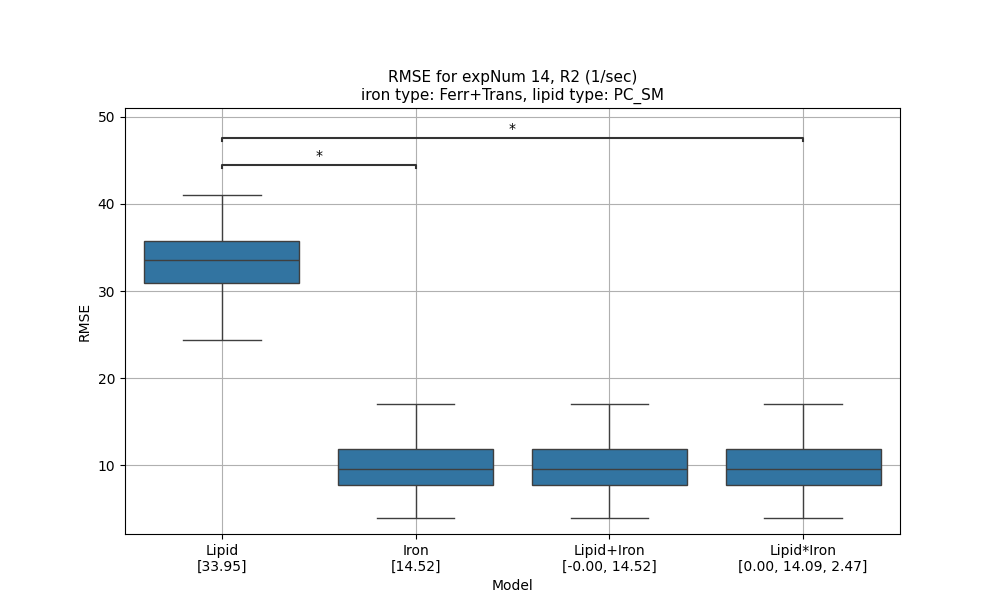 RMSE for expNum 14, R2 (1/sec)
iron type: Ferr+Trans, lipid type: PC_SM
50
*
*
40
30
RMSE
20
10
Lipid Iron Lipid+Iron Lipid*Iron
[33.95] [14.52] [-0.00, 14.52] [0.00, 14.09, 2.47]
Model